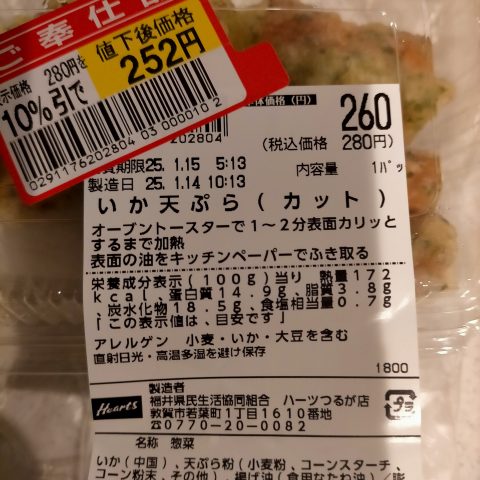 ご奉仕
値下後価格
表示価格 280円を
10%引で
252円
0291176202804 03 0000102
本体価格(円)
260
(税込価格 280円)
202804
費期限25. 1.15 5:13
内容量 1パッ
製造日 25. 1.14 10:13
いか天ぷら(カット)
オーブントースターで1~2分表面カリッと
するまで加熱
表面の油をキッチンペーパーでふき取る
栄養成分表示(100g)当り 熱量172
kcal、蛋白質14.9g、脂質3.8g
、炭水化物18.5g、食塩相当量0.7g
「この表示値は、目安です」
アレルゲン 小麦・いか・大豆を含む
直射日光・高温多湿を避け保存
1800
製造者
Hearts
福井県民生活協同組合 ハーツつるが店
敦賀市若葉町1丁目1610番地
☎0770-20-0082
プラ
名称 惣菜
いか(中国)、天ぷら粉(小麦粉、コーンスターチ、
コーン粉末、その他)、揚げ油(食用なたね油)/膨